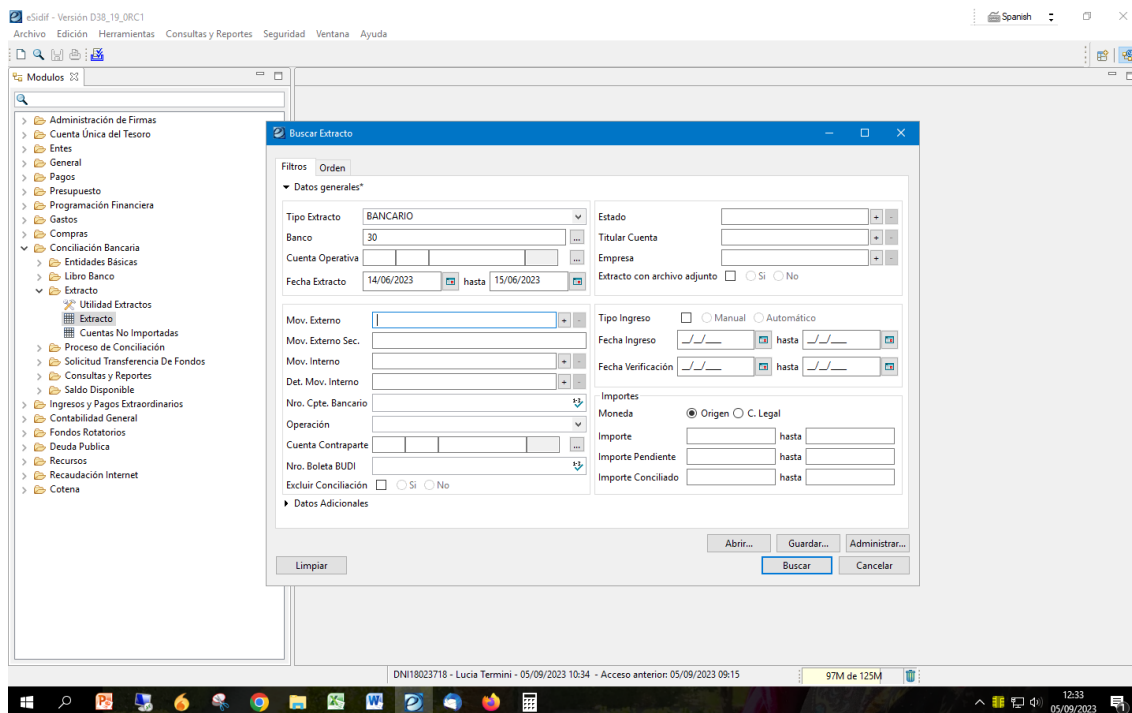 eSidif - Versión D38_19_0RC1
Spanish
Archivo Edición Herramientas Consultas y Reportes Seguridad Ventana Ayuda
Modulos
Administración de Firmas
Cuenta Única del Tesoro
Entes
General
Pagos
Presupuesto
Programación Financiera
Gastos
Compras
Conciliación Bancaria
Entidades Básicas
Libro Banco
Extracto
Utilidad Extractos
Extracto
Cuentas No Importadas
Proceso de Conciliación
Solicitud Transferencia De Fondos
Consultas y Reportes
Saldo Disponible
Ingresos y Pagos Extraordinarios
Contabilidad General
Fondos Rotatorios
Deuda Publica
Recursos
Recaudación Internet
Cotena
Buscar Extracto
Filtros Orden
Datos generales*
Tipo Extracto BANCARIO
Banco 30 ...
Cuenta Operativa ...
Fecha Extracto 14/06/2023 hasta 15/06/2023
Estado + -
Titular Cuenta + -
Empresa + -
Extracto con archivo adjunto Si No
Mov. Externo + -
Mov. Externo Sec.
Mov. Interno + -
Det. Mov. Interno + -
Nro. Cpte. Bancario
Operación
Cuenta Contraparte ...
Nro. Boleta BUDI
Excluir Conciliación Si No
Tipo Ingreso Manual Automático
Fecha Ingreso _/_/__ hasta _/_/__
Fecha Verificación _/_/__ hasta _/_/__
Importes
Moneda Origen C. Legal
Importe hasta
Importe Pendiente hasta
Importe Conciliado hasta
Datos Adicionales
Abrir... Guardar... Administrar...
Limpiar Buscar Cancelar
DNI18023718 - Lucia Termini - 05/09/2023 10:34 - Acceso anterior: 05/09/2023 09:15
97M de 125M
12:33
05/09/2023